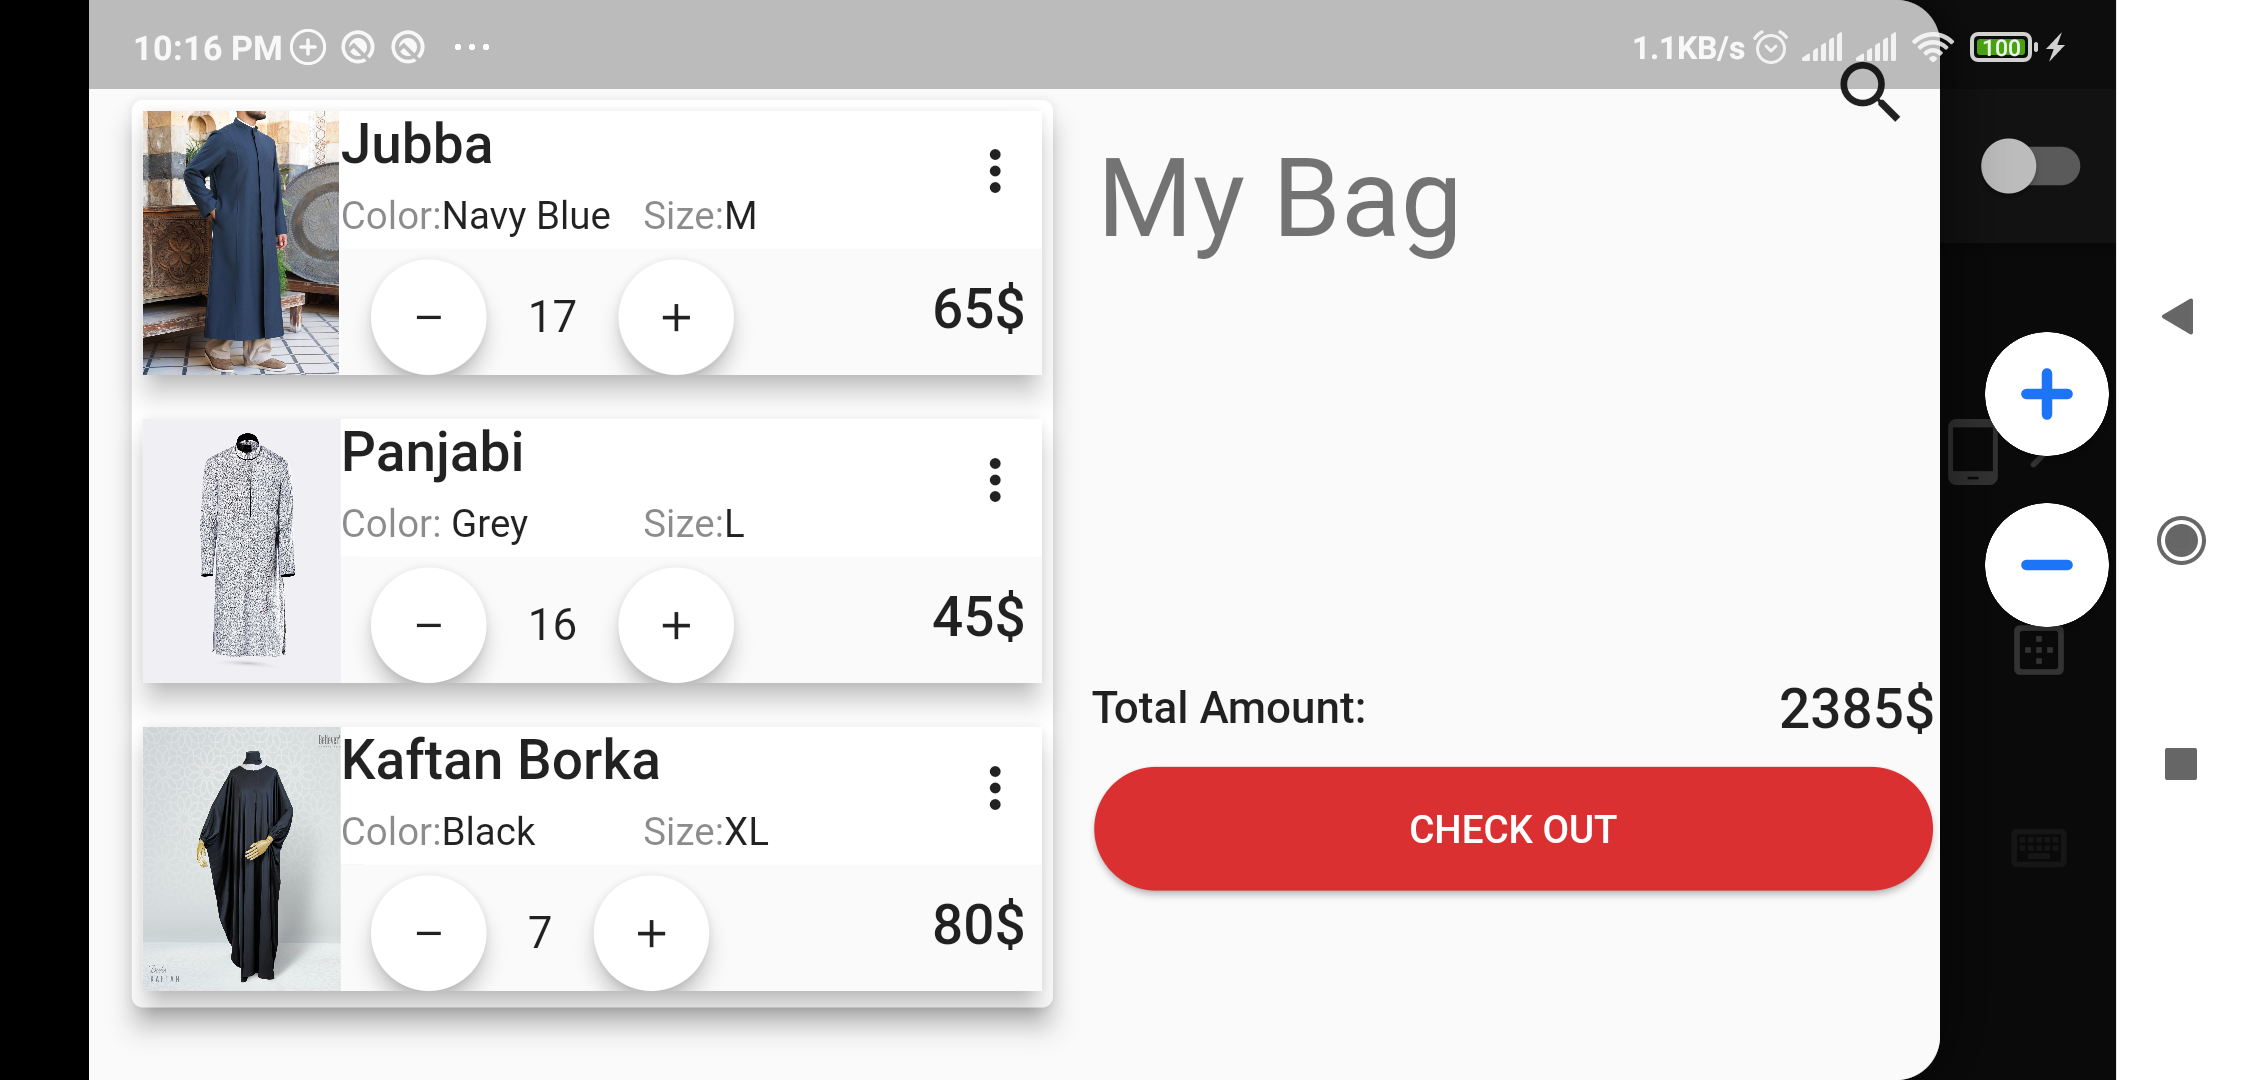 10:16 PM
1.1KB/s
100
Jubba
Color:Navy Blue Size:M
− 17 + 65$
Panjabi
Color: Grey Size:L
− 16 + 45$
Kaftan Borka
Color:Black Size:XL
− 7 + 80$
KAFTAN
My Bag
Total Amount: 2385$
CHECK OUT